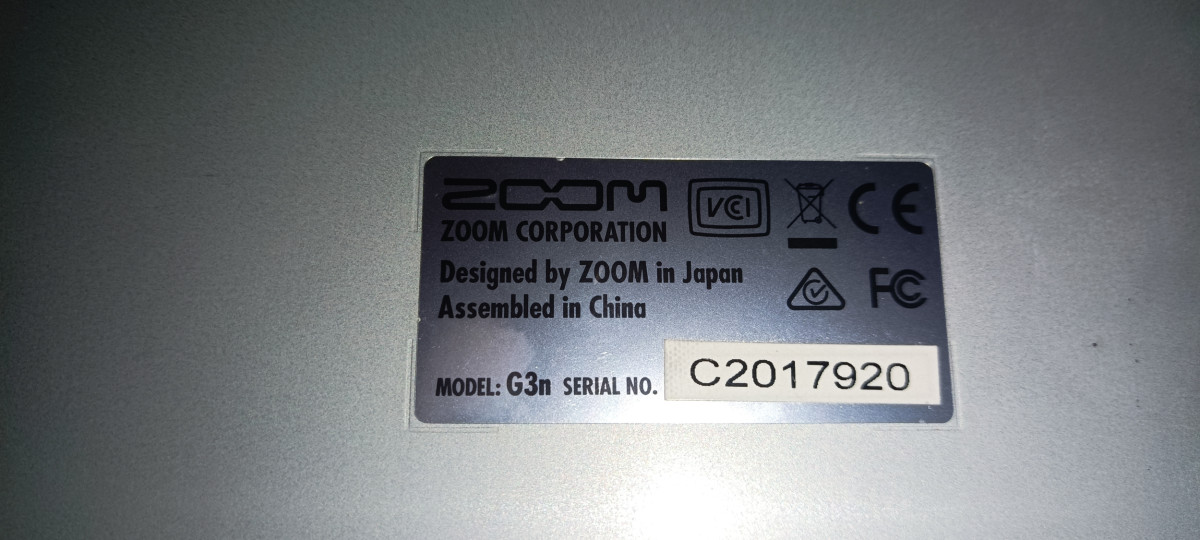 ZOOM
VCI
CE
ZOOM CORPORATION
Designed by ZOOM in Japan
FC
Assembled in China
MODEL: G3n SERIAL NO. C2017920